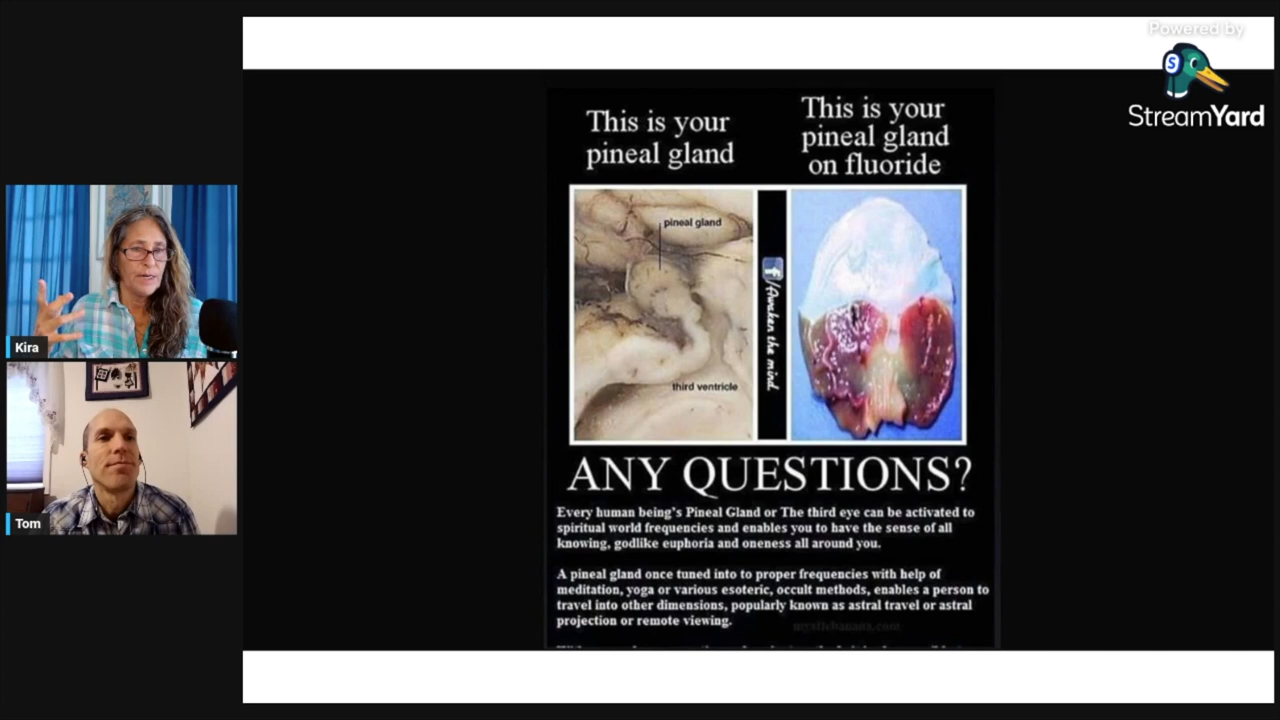 Powered by
StreamYard
This is your
pineal gland
This is your
pineal gland
on fluoride
pineal gland
third ventricle
f/Awaken the mind.
ANY QUESTIONS?
Every human being's Pineal Gland or The third eye can be activated to
spiritual world frequencies and enables you to have the sense of all
knowing, godlike euphoria and oneness all around you.
A pineal gland once tuned into to proper frequencies with help of
meditation, yoga or various esoteric, occult methods, enables a person to
travel into other dimensions, popularly known as astral travel or astral
projection or remote viewing.
Kira
Tom